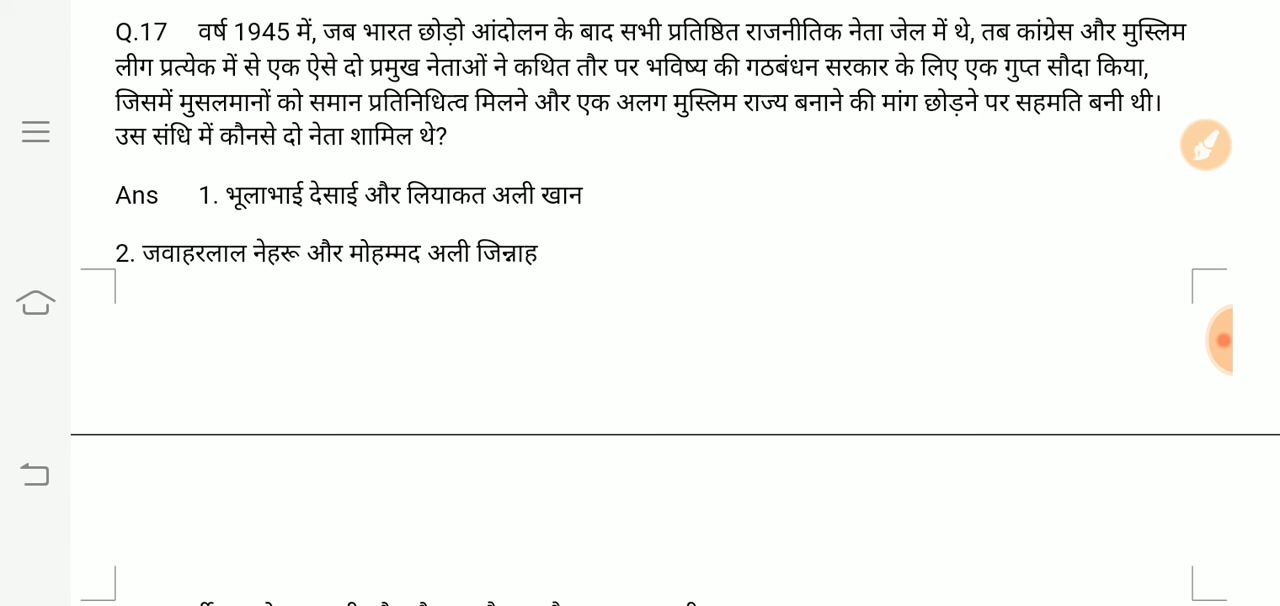 Q.17 वर्ष 1945 में, जब भारत छोड़ो आंदोलन के बाद सभी प्रतिष्ठित राजनीतिक नेता जेल में थे, तब कांग्रेस और मुस्लिम
लीग प्रत्येक में से एक ऐसे दो प्रमुख नेताओं ने कथित तौर पर भविष्य की गठबंधन सरकार के लिए एक गुप्त सौदा किया,
जिसमें मुसलमानों को समान प्रतिनिधित्व मिलने और एक अलग मुस्लिम राज्य बनाने की मांग छोड़ने पर सहमति बनी थी।
उस संधि में कौनसे दो नेता शामिल थे?
Ans 1. भूलाभाई देसाई और लियाकत अली खान
2. जवाहरलाल नेहरू और मोहम्मद अली जिन्नाह